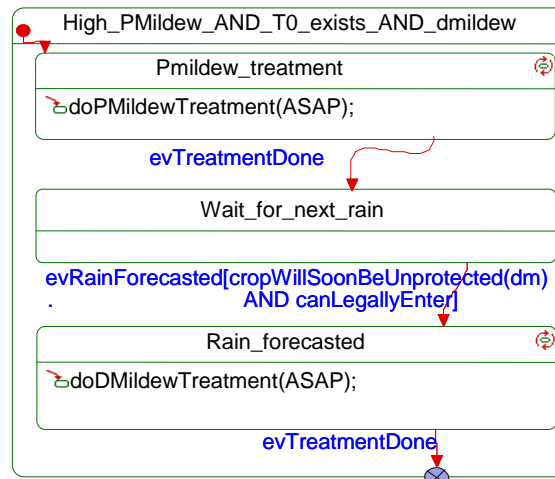 High_PMildew_AND_T0_exists_AND_dmildew
Pmildew_treatment
doPMildewTreatment(ASAP);
evTreatmentDone
Wait_for_next_rain
evRainForecasted[cropWillSoonBeUnprotected(dm)
. AND canLegallyEnter]
Rain_forecasted
doDMildewTreatment(ASAP);
evTreatmentDone